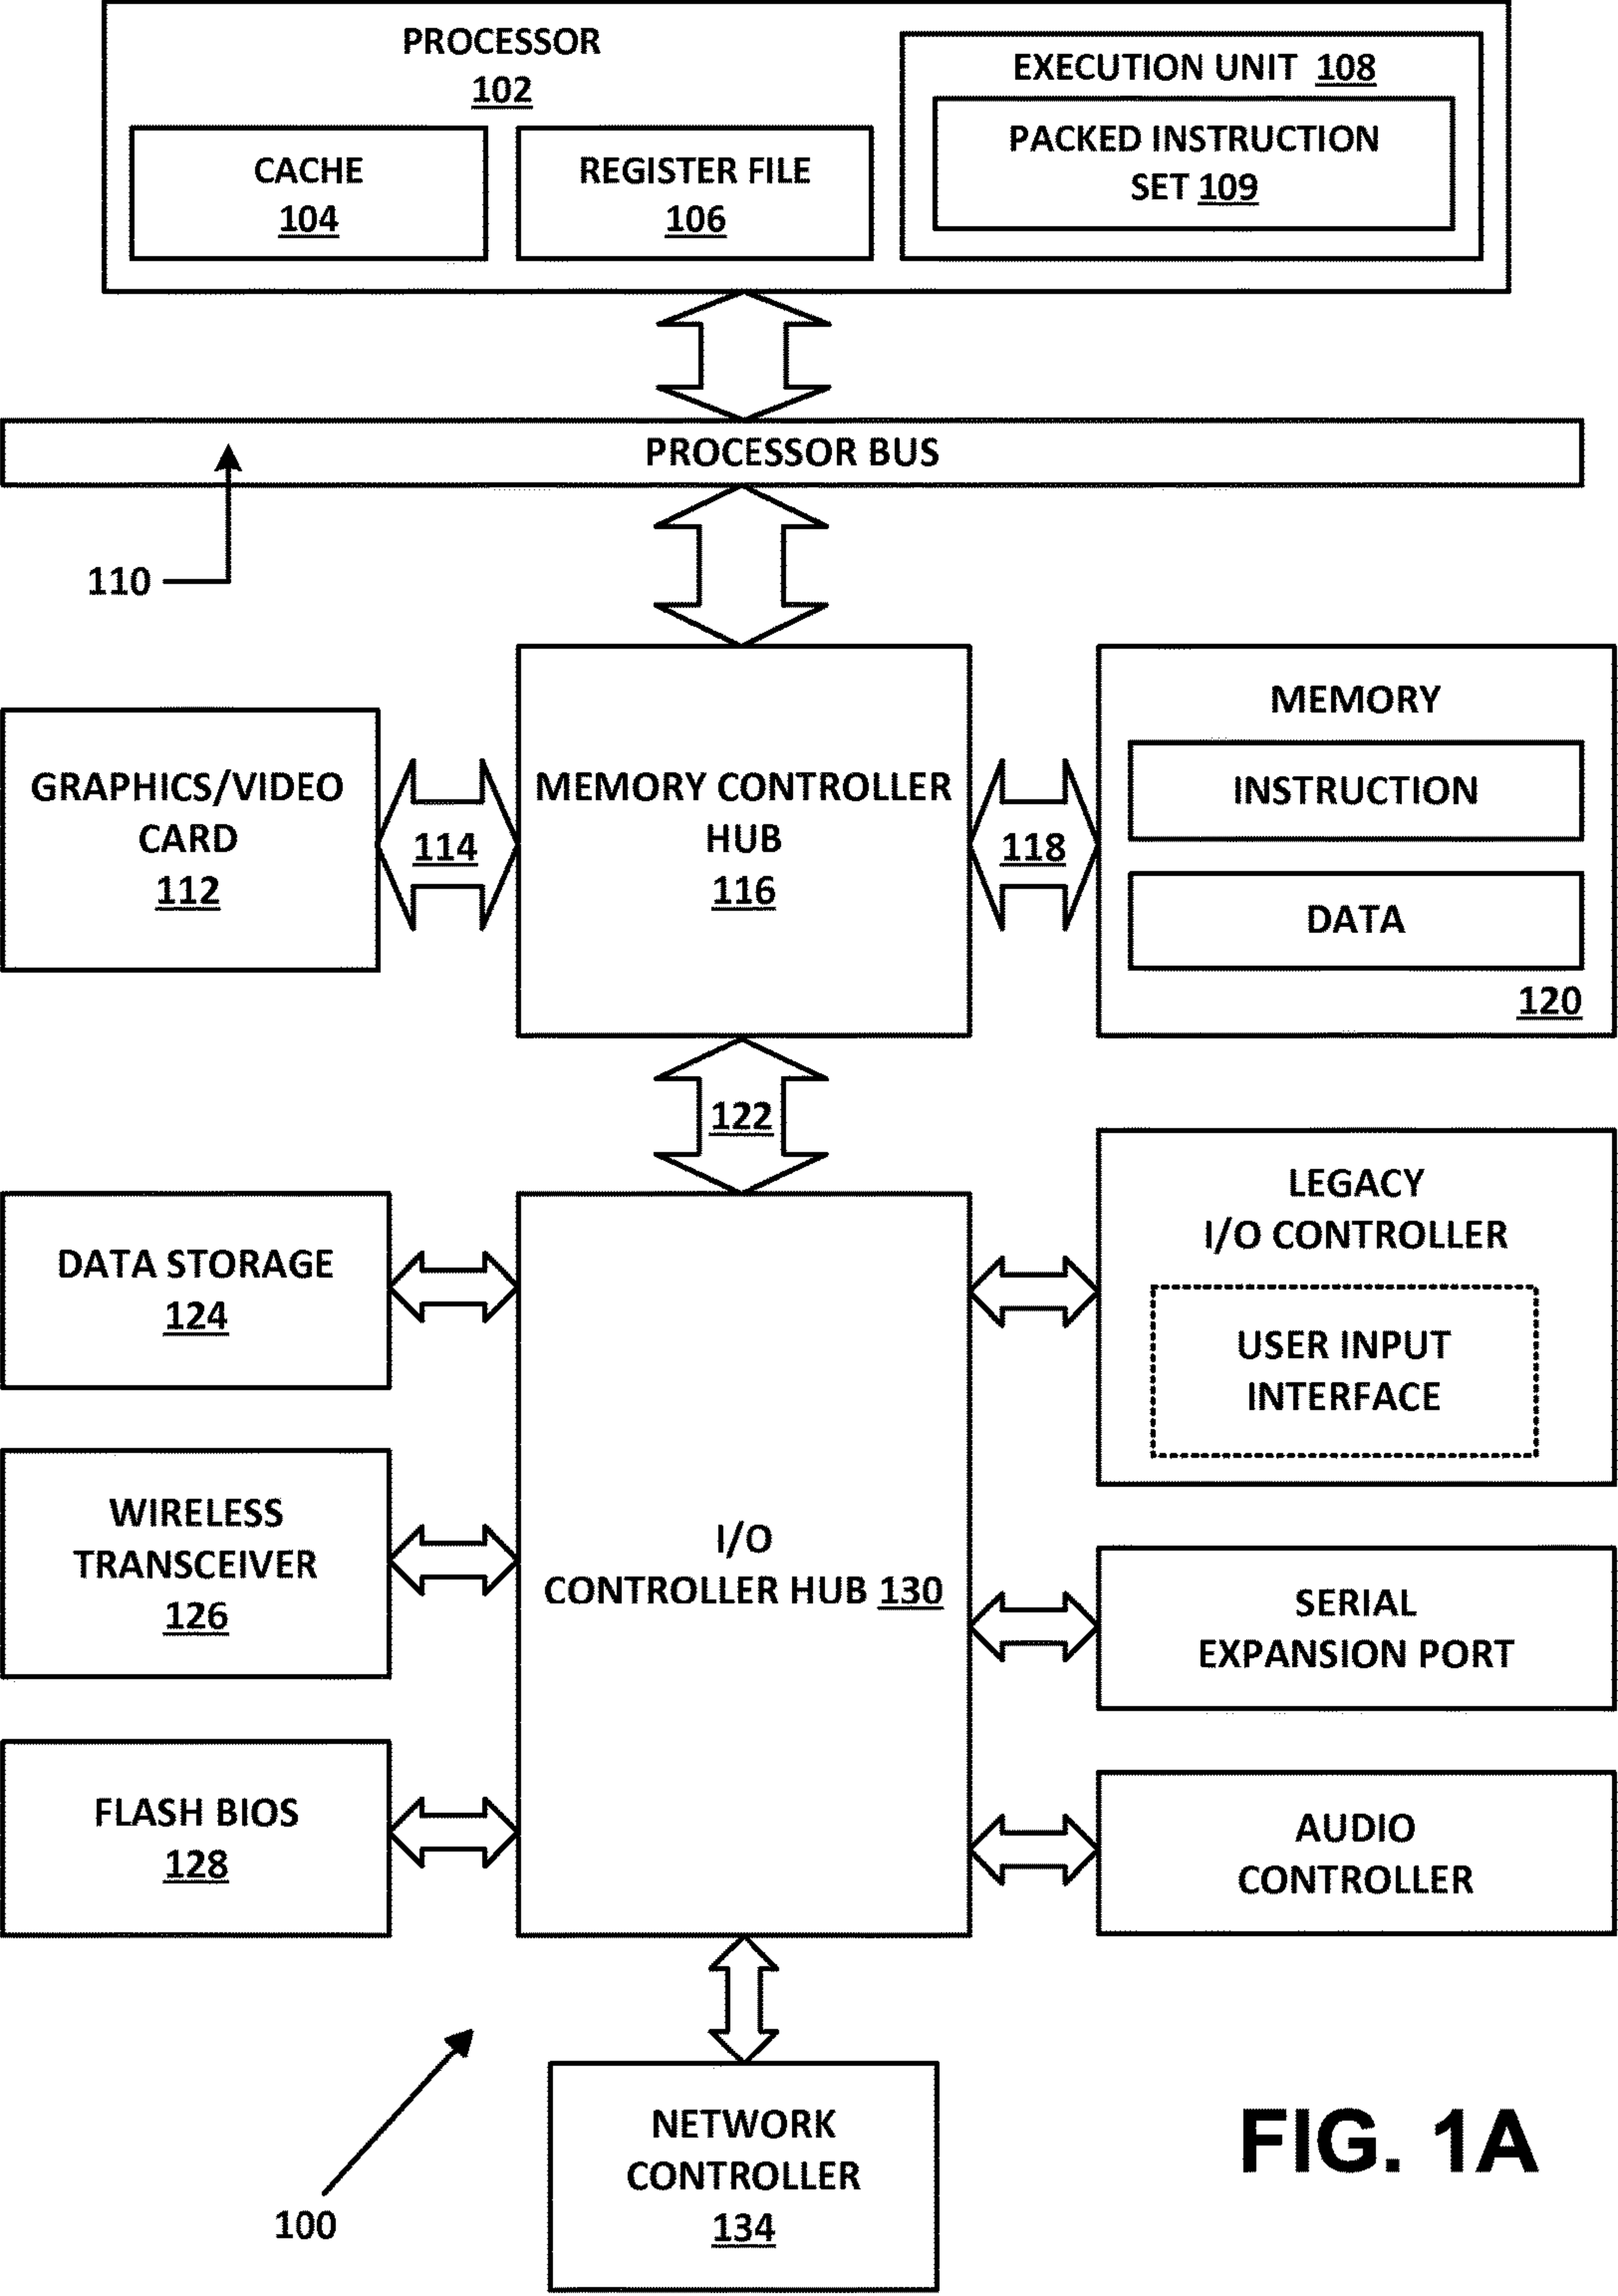 PROCESSOR
102
CACHE
104
REGISTER FILE
106
EXECUTION UNIT 108
PACKED INSTRUCTION
SET 109
PROCESSOR BUS
110
GRAPHICS/VIDEO
CARD
112
114
MEMORY CONTROLLER
HUB
116
118
MEMORY
INSTRUCTION
DATA
120
122
DATA STORAGE
124
WIRELESS
TRANSCEIVER
126
FLASH BIOS
128
I/O
CONTROLLER HUB 130
LEGACY
I/O CONTROLLER
USER INPUT
INTERFACE
SERIAL
EXPANSION PORT
AUDIO
CONTROLLER
NETWORK
CONTROLLER
134
100
FIG. 1A